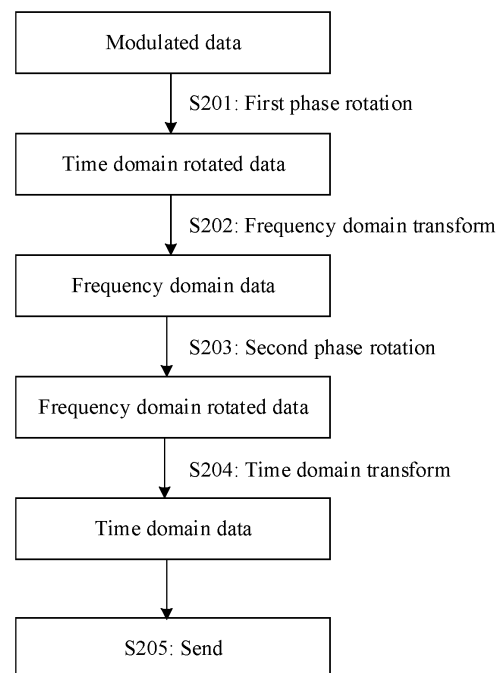 Modulated data
S201: First phase rotation
Time domain rotated data
S202: Frequency domain transform
Frequency domain data
S203: Second phase rotation
Frequency domain rotated data
S204: Time domain transform
Time domain data
S205: Send